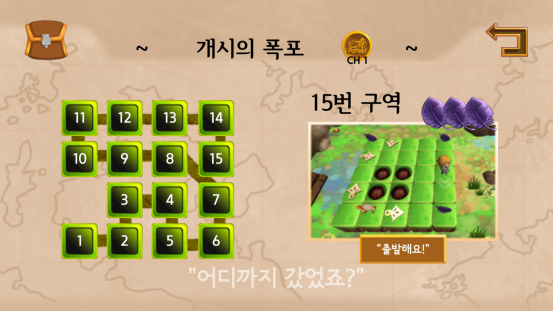 ~ 개시의 폭포 ~
CH 1
15번 구역
11 12 13 14
10 9 8 15
3 4 7
1 2 5 6
"출발해요!"
"어디까지 갔었죠?"